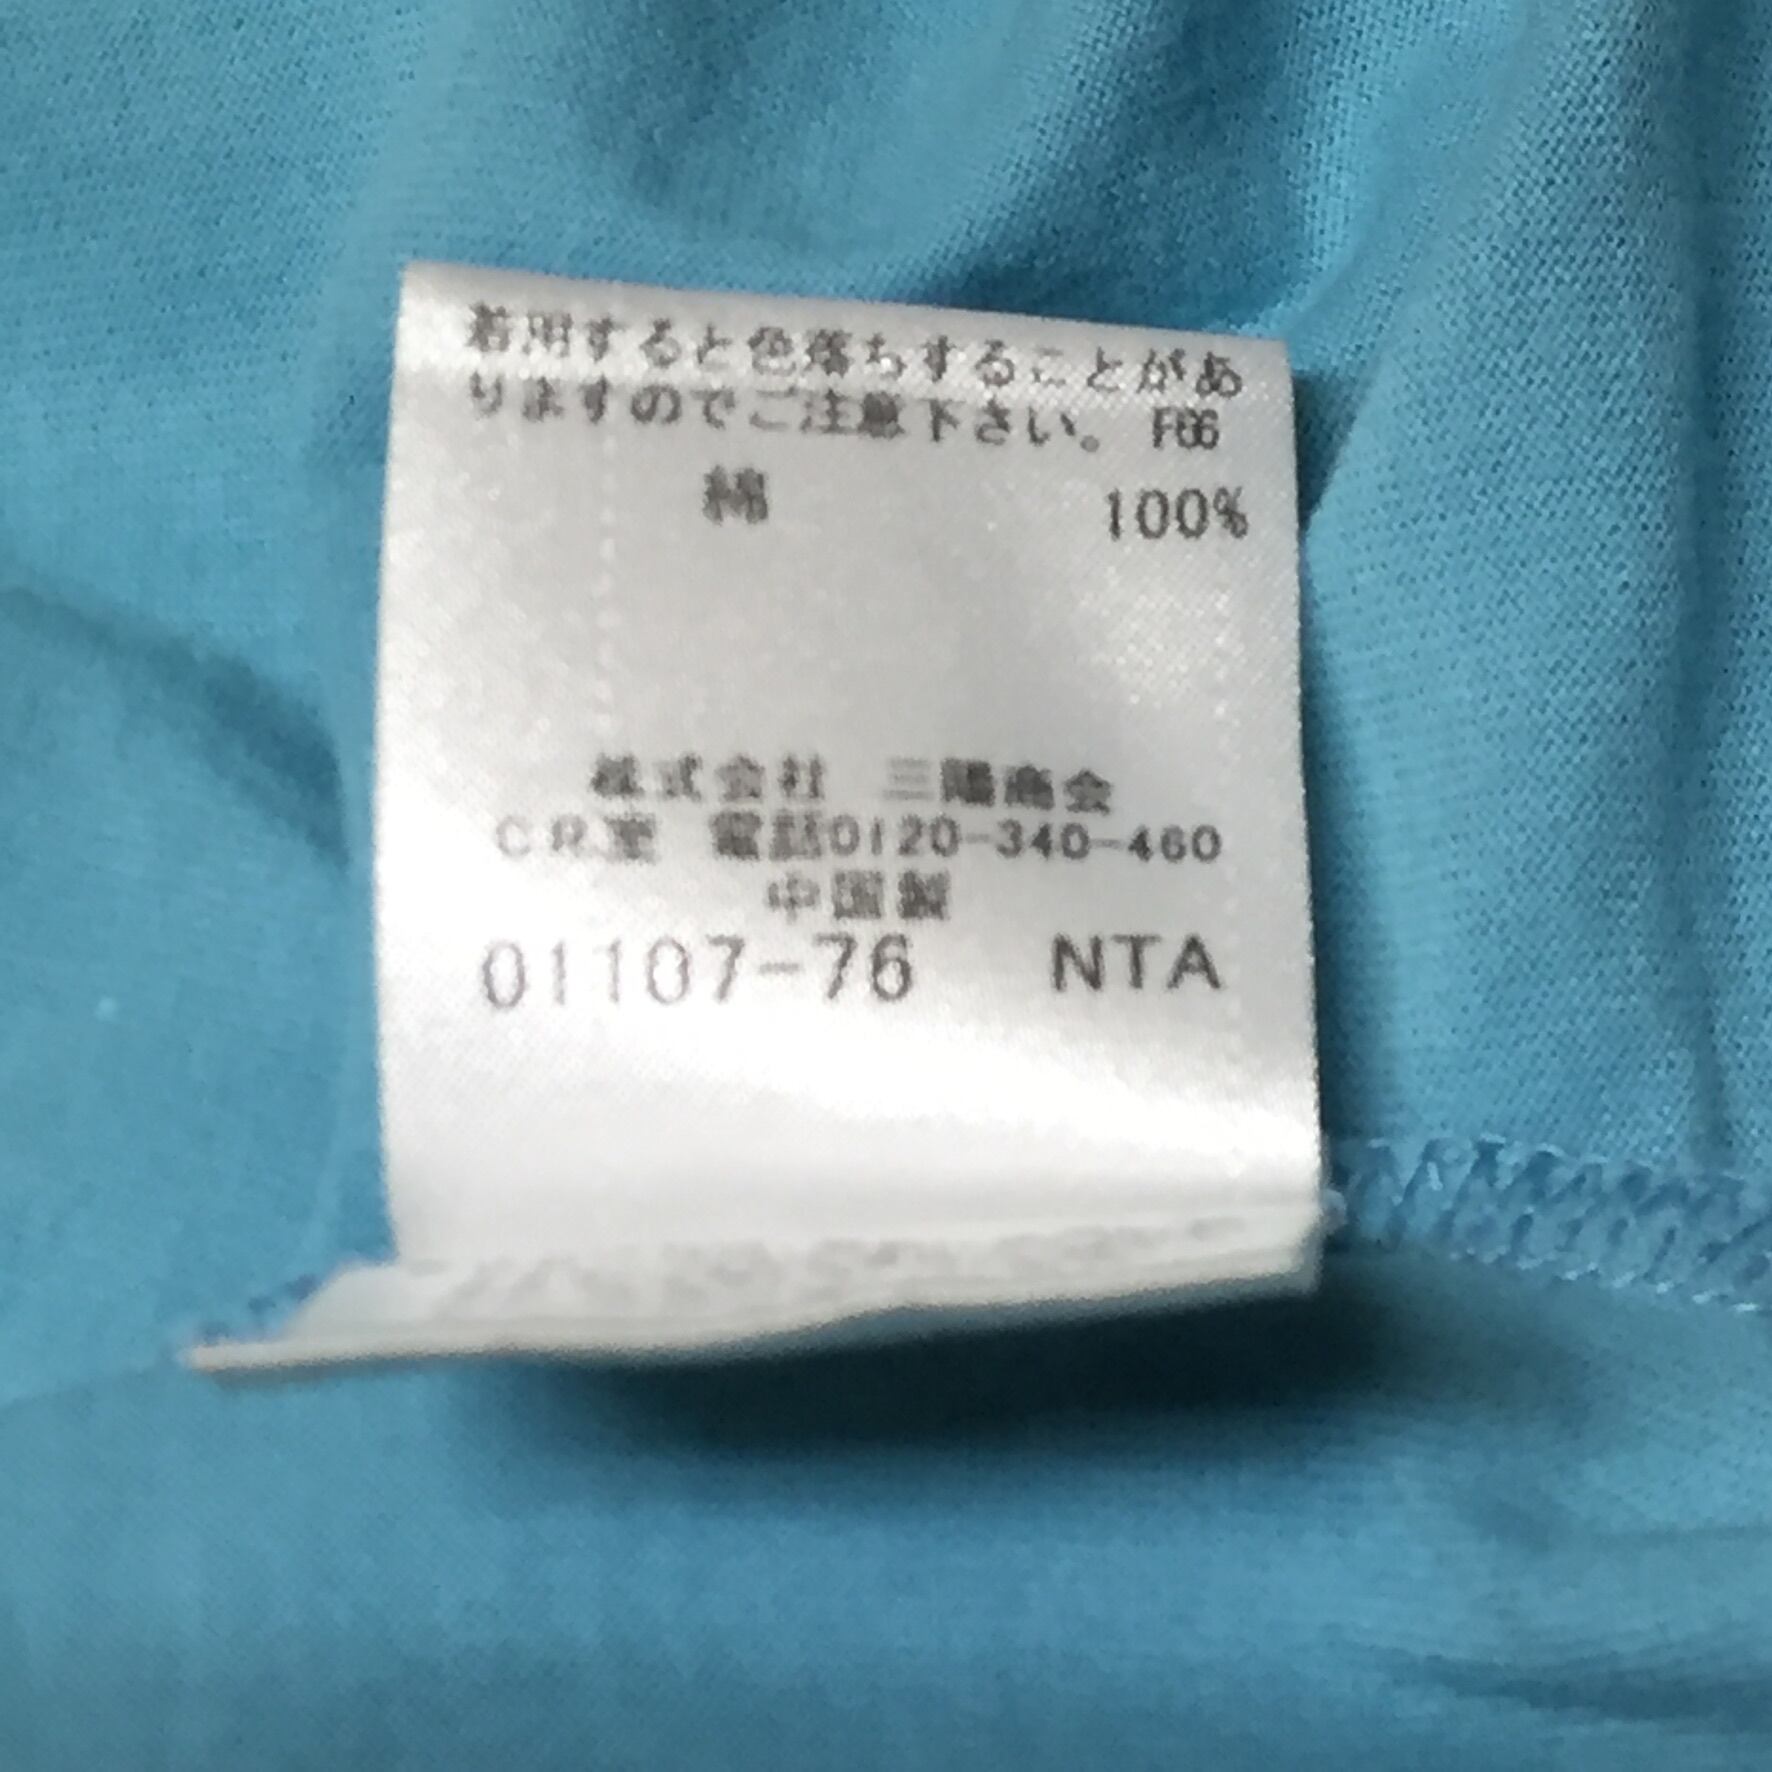 着用すると色落ちすることがあ
りますのでご注意下さい。 F66
綿 100%
株式会社 三陽商会
C R室 電話0120-340-460
中国製
01107-76 NTA